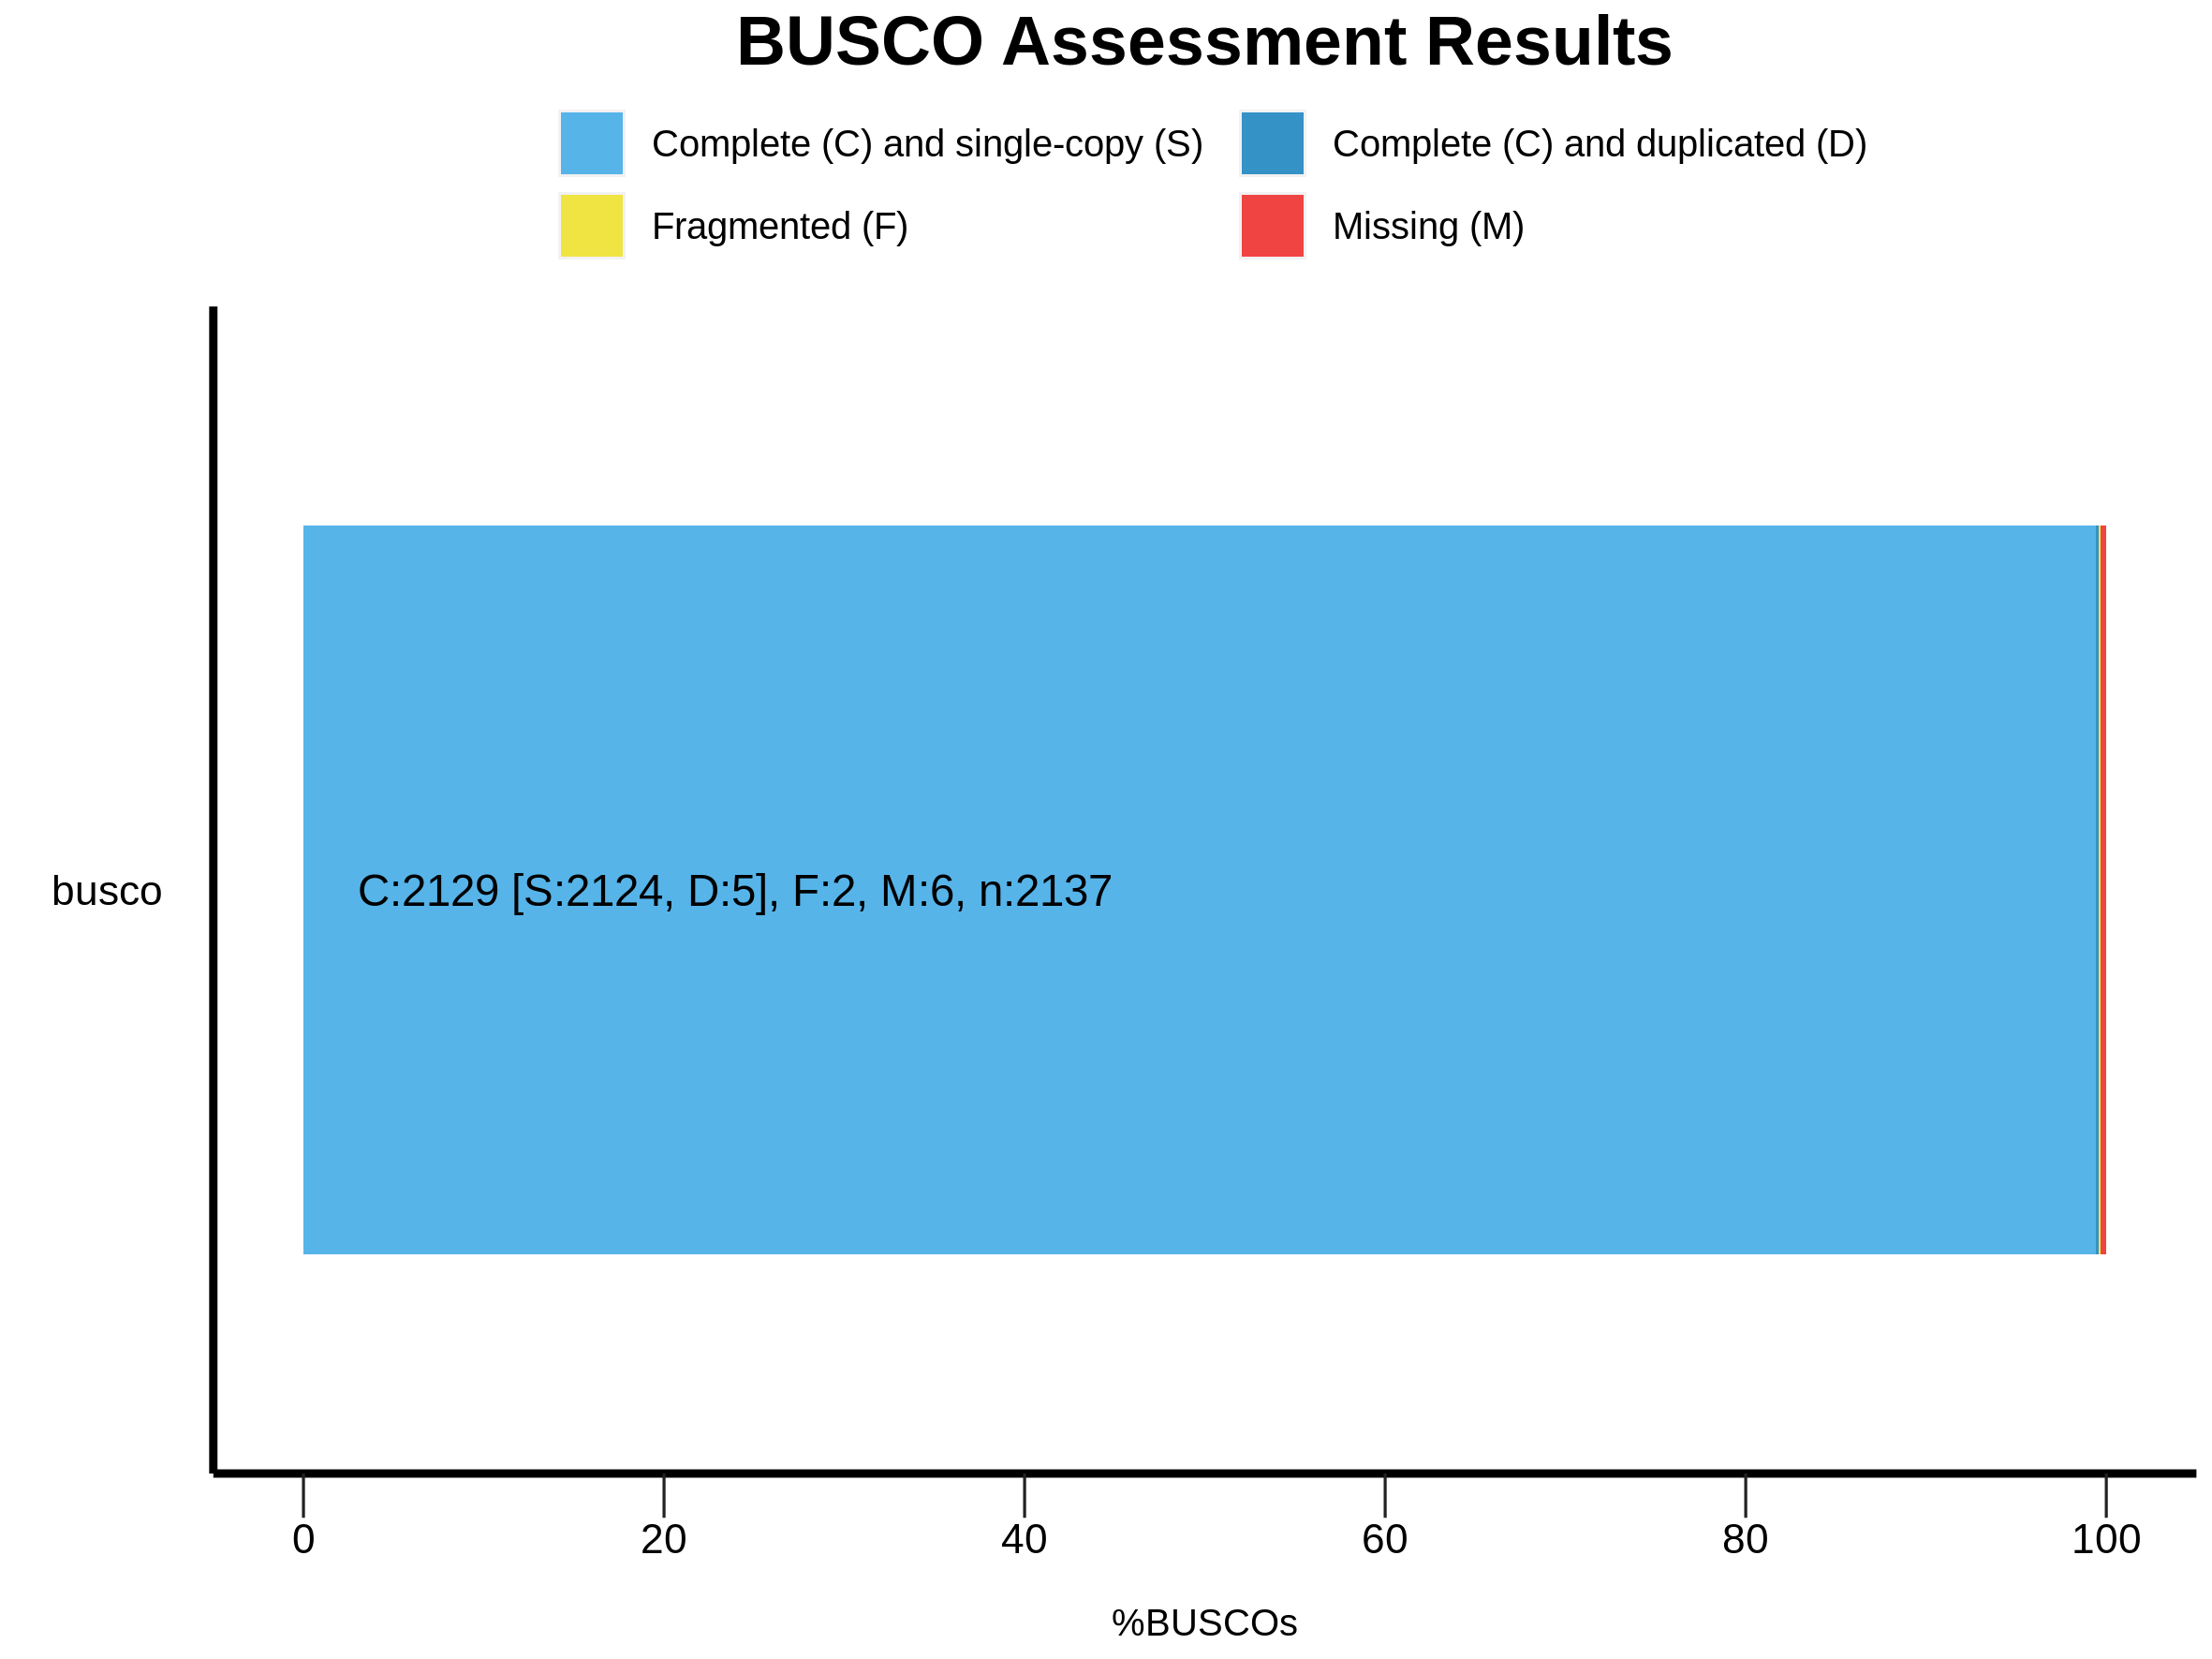 BUSCO Assessment Results
Complete (C) and single-copy (S)
Complete (C) and duplicated (D)
Fragmented (F)
Missing (M)
busco
C:2129 [S:2124, D:5], F:2, M:6, n:2137
0 20 40 60 80 100
%BUSCOs